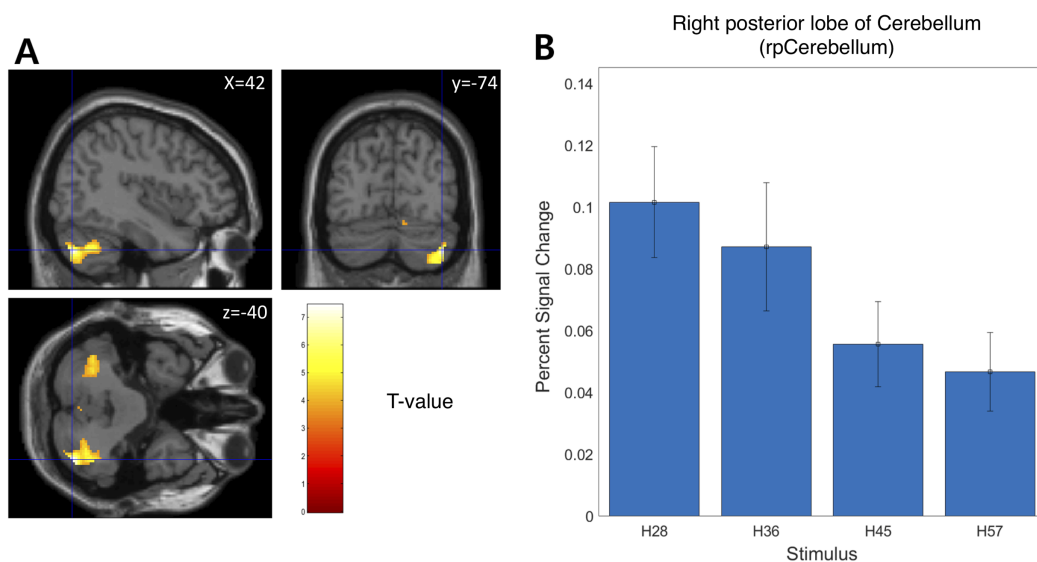 A
X=42
y=-74
z=-40
7
6
5
4
3
2
1
0
T-value
B
Right posterior lobe of Cerebellum
(rpCerebellum)
Percent Signal Change
0.14
0.12
0.1
0.08
0.06
0.04
0.02
0
H28 H36 H45 H57
Stimulus